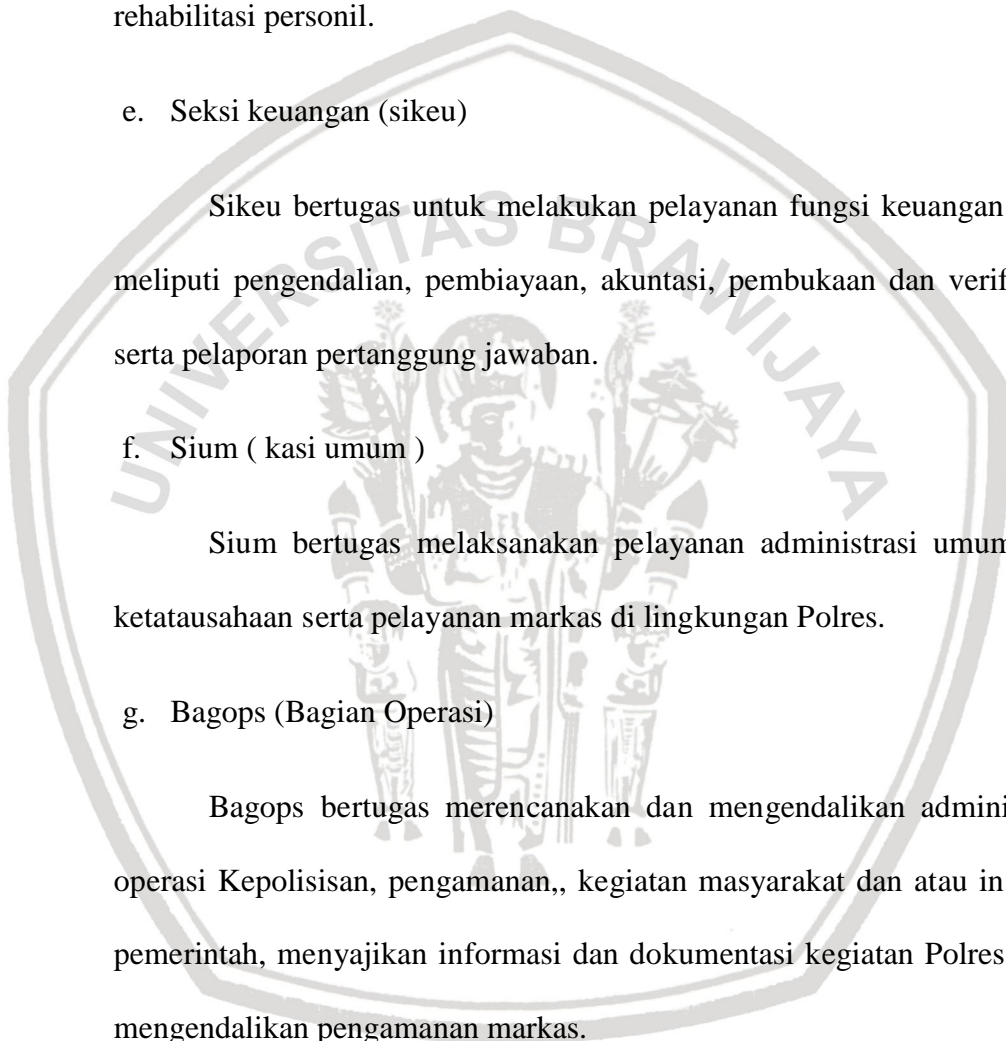 rehabilitasi personil.
e. Seksi keuangan (sikeu)
Sikeu bertugas untuk melakukan pelayanan fungsi keuangan
meliputi pengendalian, pembiayaan, akuntasi, pembukaan dan verif
serta pelaporan pertanggung jawaban.
f. Sium ( kasi umum )
Sium bertugas melaksanakan pelayanan administrasi umum
ketatausahaan serta pelayanan markas di lingkungan Polres.
g. Bagops (Bagian Operasi)
Bagops bertugas merencanakan dan mengendalikan admini
operasi Kepolisisan, pengamanan,, kegiatan masyarakat dan atau in
pemerintah, menyajikan informasi dan dokumentasi kegiatan Polres
mengendalikan pengamanan markas.
UNIVERSITAS BRAWIJAYA